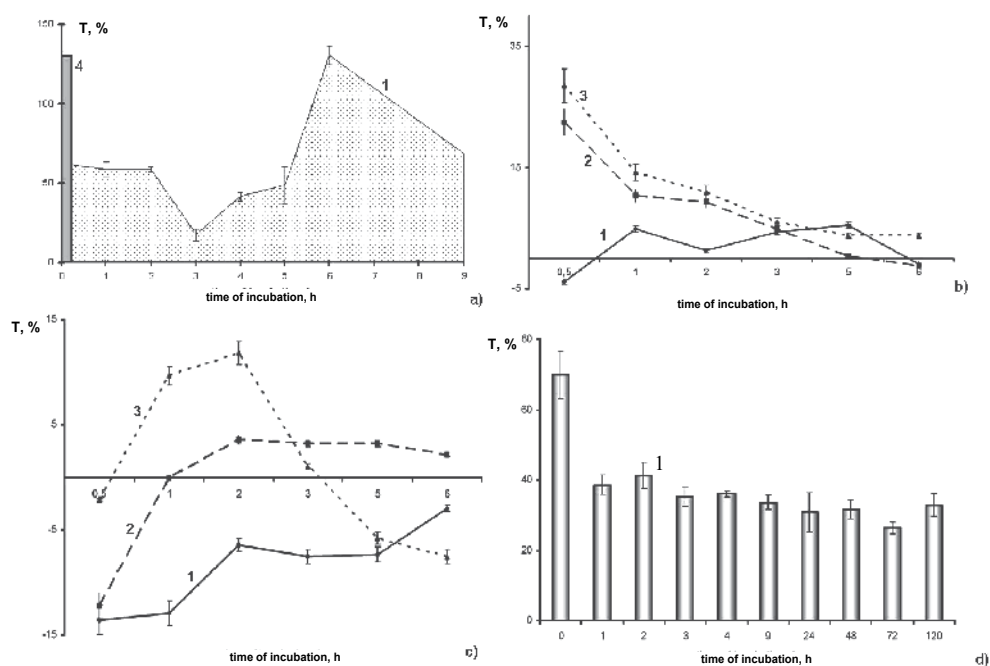 T, %
150
4
1
100
50
0
0 1 2 3 4 5 6 7 8 9
time of incubation, h
a)
T, %
35
3
2
15
1
0,5 1 2 3 5 6
-5
time of incubation, h
b)
T, %
15
3
5
0,5 1 2 3 5 6
2
-5
1
-15
time of incubation, h
c)
T, %
80
60
1
40
20
0
0 1 2 3 4 9 24 48 72 120
time of incubation, h
d)